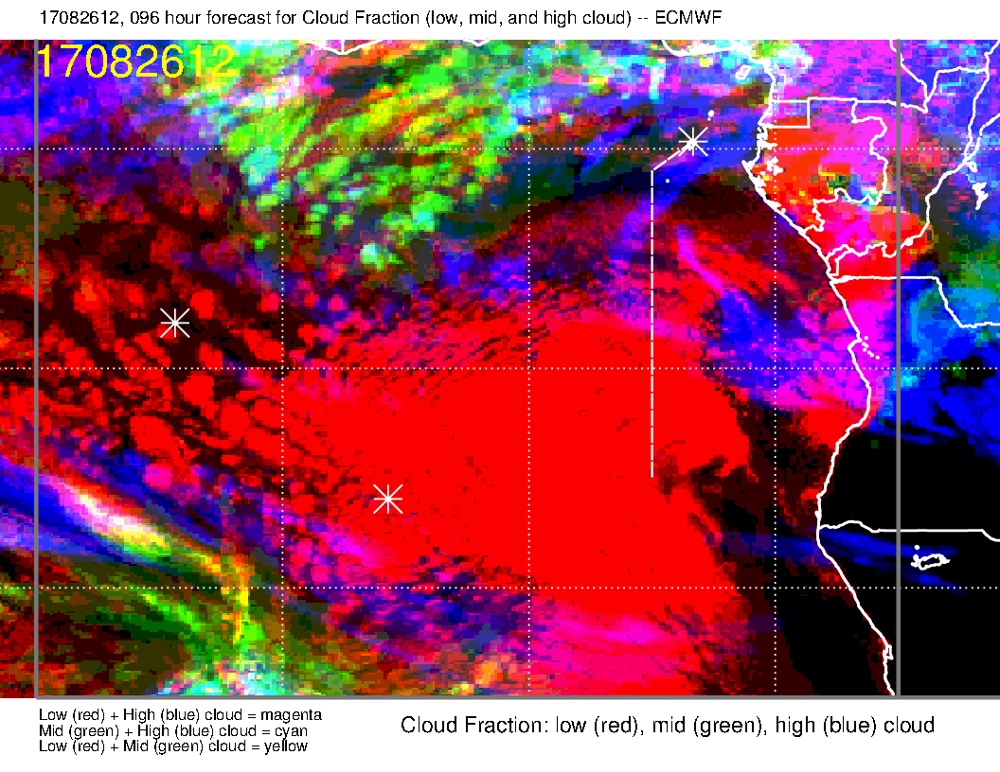 17082612, 096 hour forecast for Cloud Fraction (low, mid, and high cloud) -- ECMWF
17082612
Low (red) + High (blue) cloud = magenta
Mid (green) + High (blue) cloud = cyan
Low (red) + Mid (green) cloud = yellow
Cloud Fraction: low (red), mid (green), high (blue) cloud